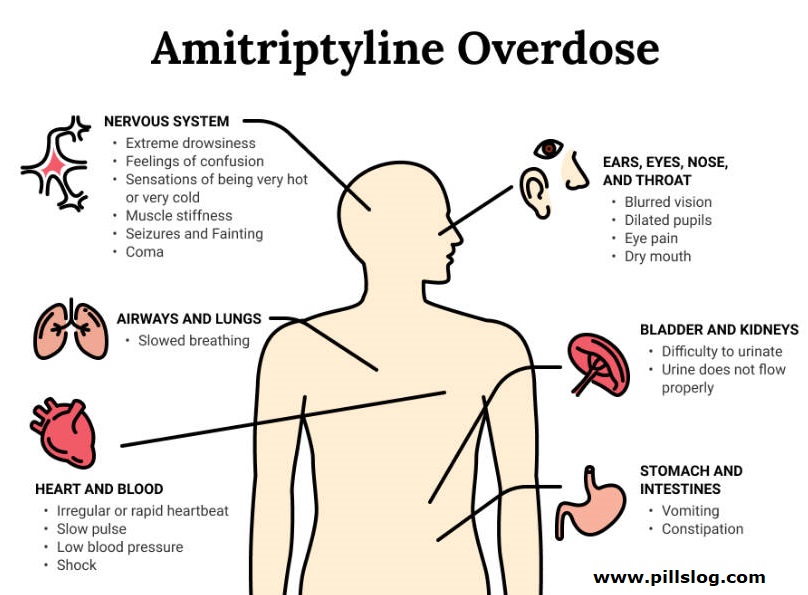 Amitriptyline Overdose
NERVOUS SYSTEM
• Extreme drowsiness
• Feelings of confusion
• Sensations of being very hot
or very cold
• Muscle stiffness
• Seizures and Fainting
• Coma
EARS, EYES, NOSE,
AND THROAT
• Blurred vision
• Dilated pupils
• Eye pain
• Dry mouth
AIRWAYS AND LUNGS
• Slowed breathing
BLADDER AND KIDNEYS
• Difficulty to urinate
• Urine does not flow
properly
HEART AND BLOOD
• Irregular or rapid heartbeat
• Slow pulse
• Low blood pressure
• Shock
STOMACH AND
INTESTINES
• Vomiting
• Constipation
www.pillslog.com